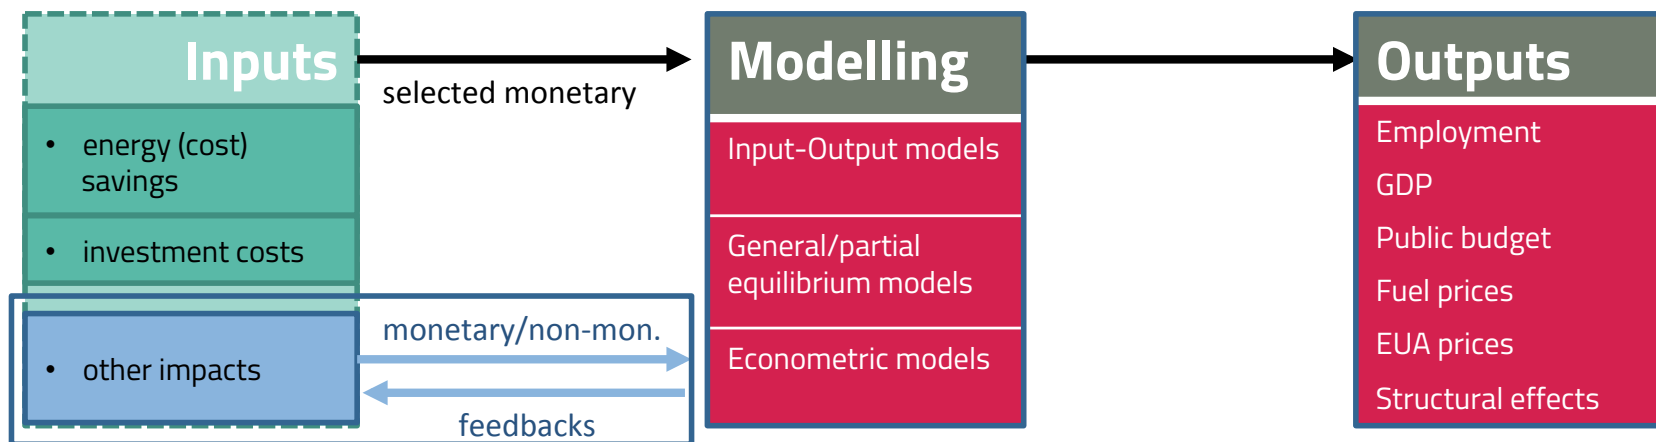 Inputs
selected monetary
• energy (cost)
savings
• investment costs
• other impacts
monetary/non-mon.
feedbacks
Modelling
Input-Output models
General/partial
equilibrium models
Econometric models
Outputs
Employment
GDP
Public budget
Fuel prices
EUA prices
Structural effects